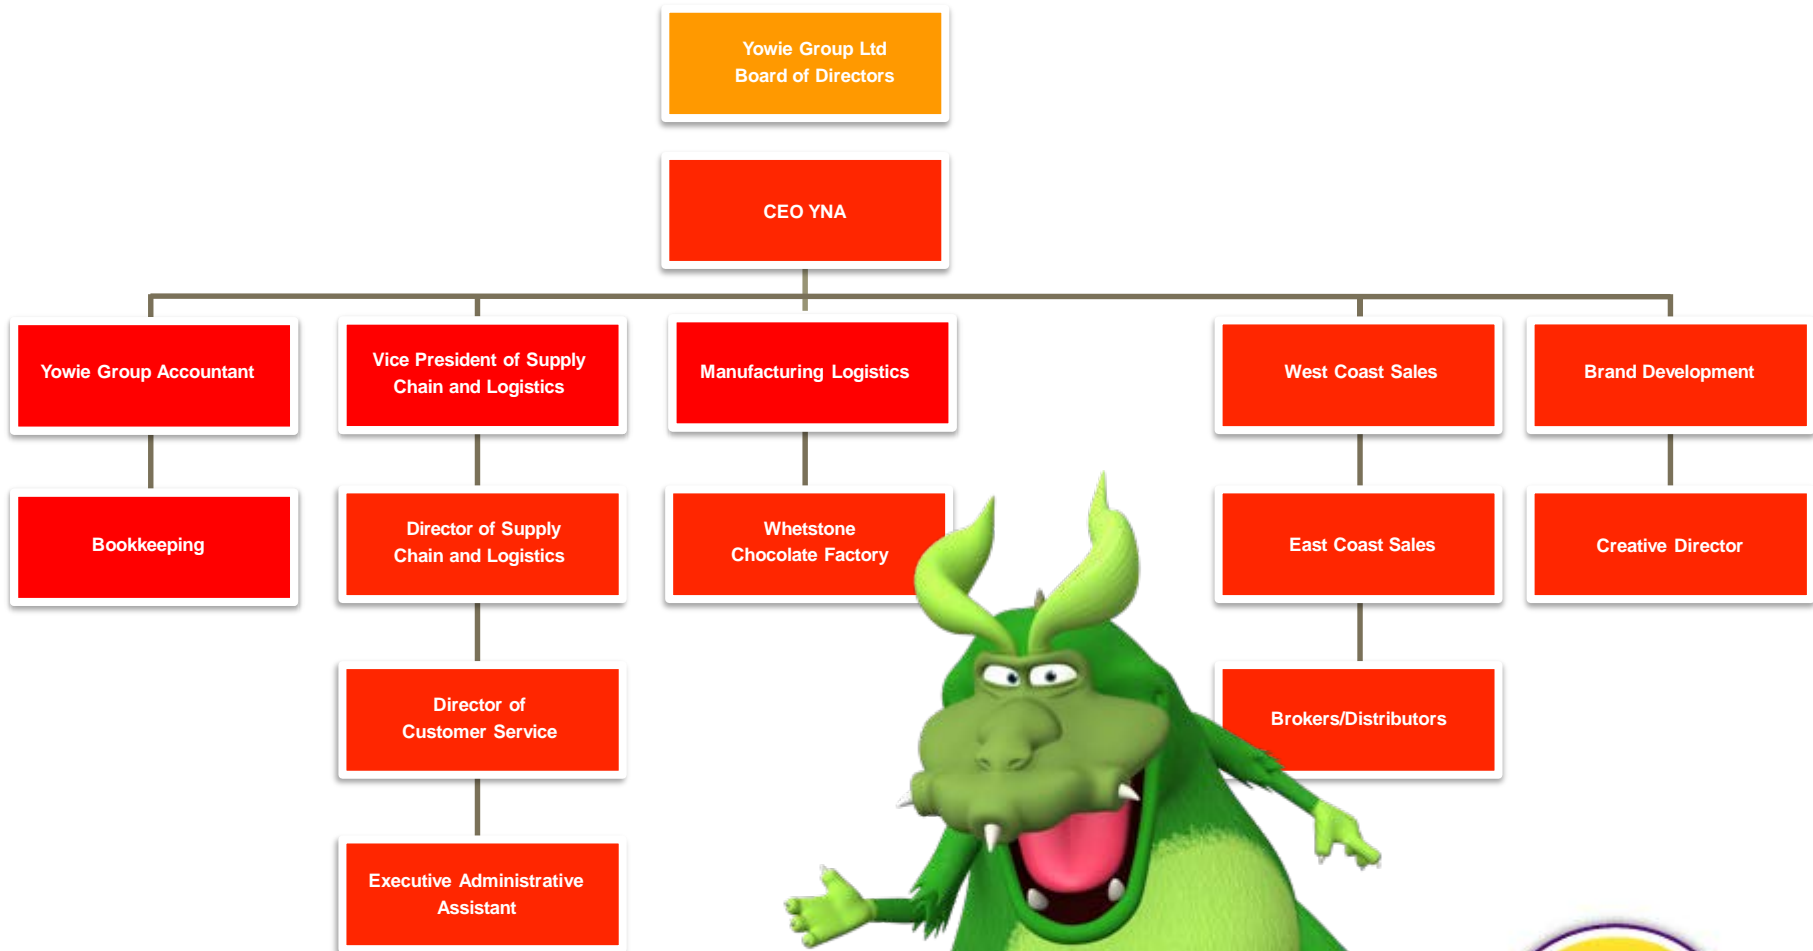 Yowie Group Ltd
Board of Directors
CEO YNA
Yowie Group Accountant
Vice President of Supply
Chain and Logistics
Manufacturing Logistics
West Coast Sales
Brand Development
Bookkeeping
Director of Supply
Chain and Logistics
Whetstone
Chocolate Factory
East Coast Sales
Creative Director
Director of
Customer Service
Brokers/Distributors
Executive Administrative
Assistant